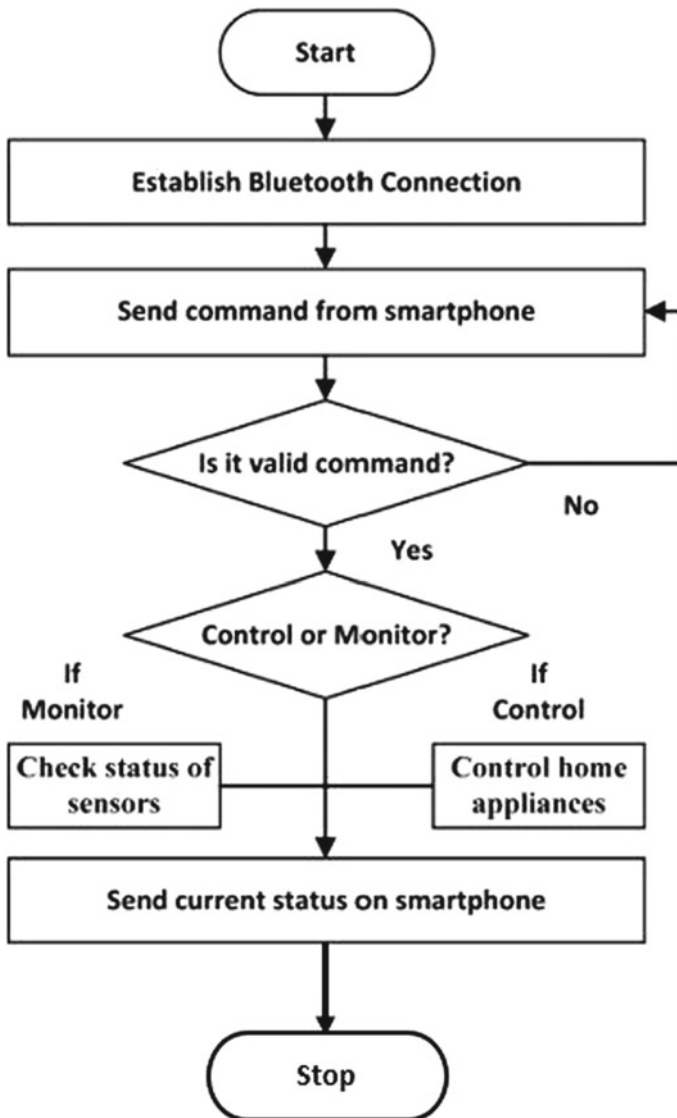 Start
Establish Bluetooth Connection
Send command from smartphone
Is it valid command?
No
Yes
Control or Monitor?
If
Monitor
If
Control
Check status of
sensors
Control home
appliances
Send current status on smartphone
Stop